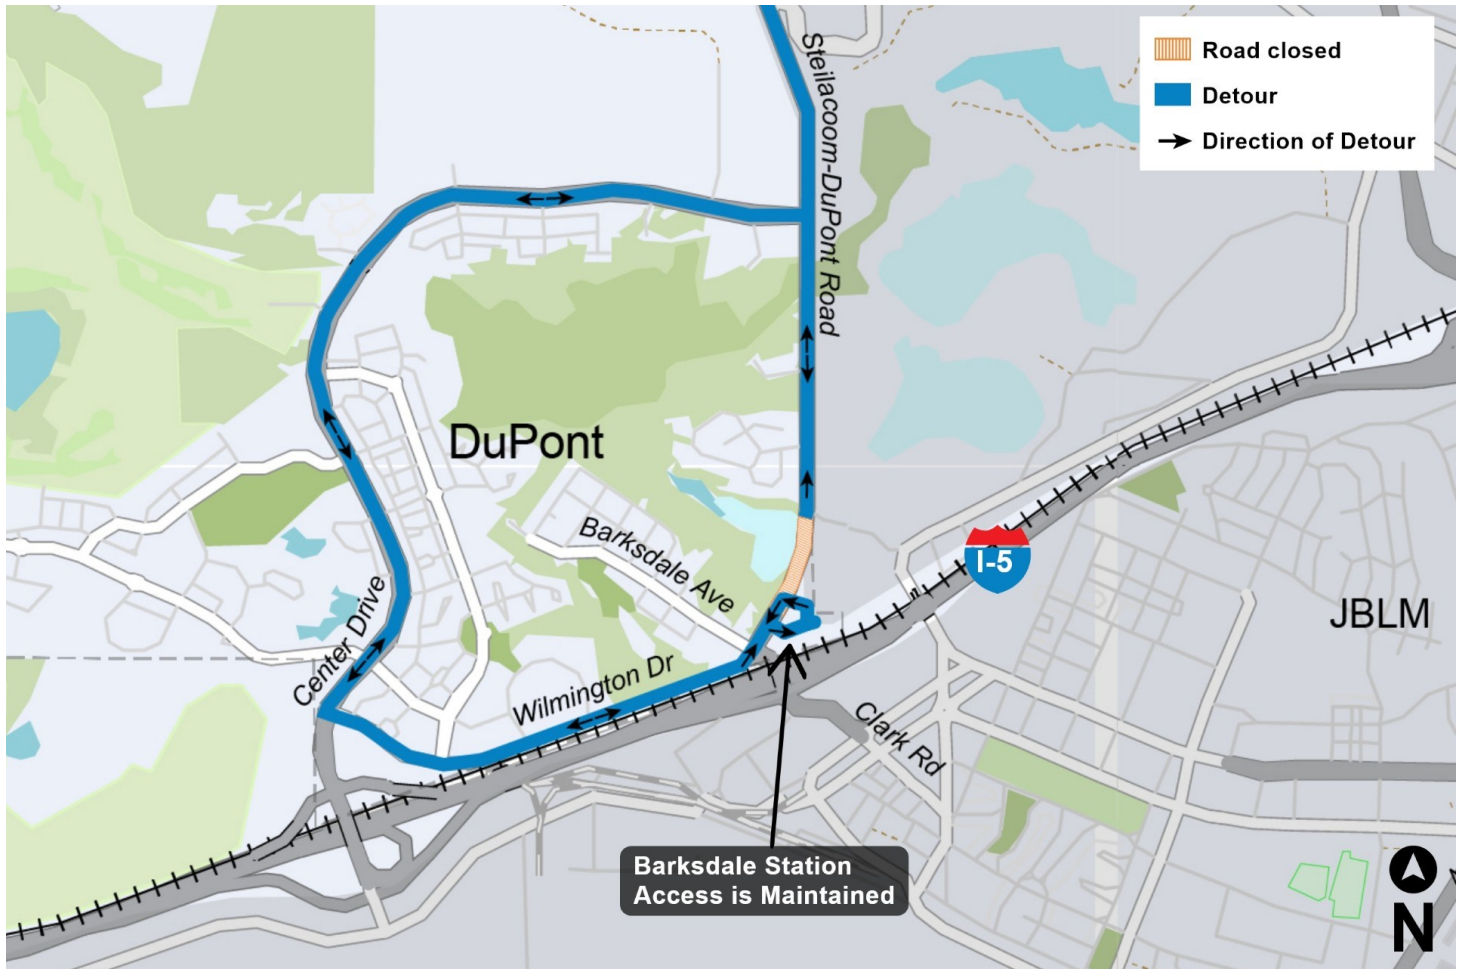 Road closed
Detour
Direction of Detour
Steilacoom-DuPont Road
DuPont
Barksdale Ave
I-5
JBLM
Center Drive
Wilmington Dr
Clark Rd
Barksdale Station
Access is Maintained
N